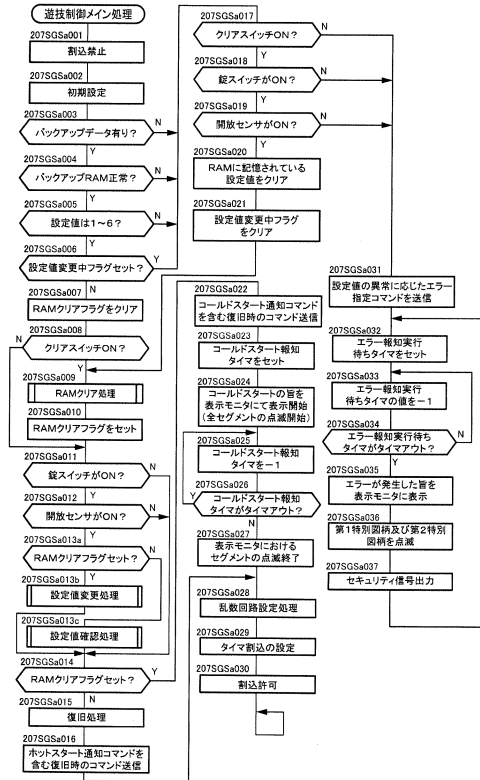 遊技制御メイン処理
207SGSa001
割込禁止
207SGSa002
初期設定
207SGSa003
バックアップデータ有り?
N
Y
207SGSa004
バックアップRAM正常?
N
Y
207SGSa005
設定値は1~6?
N
Y
207SGSa006
設定値変更中フラグセット?
Y
N
207SGSa007
RAMクリアフラグをクリア
207SGSa008
N
クリアスイッチON?
Y
207SGSa009
RAMクリア処理
207SGSa010
RAMクリアフラグをセット
207SGSa011
錠スイッチがON?
N
Y
207SGSa012
開放センサがON?
N
Y
207SGSa013a
RAMクリアフラグセット?
N
Y
207SGSa013b
設定値変更処理
207SGSa013c
設定値確認処理
207SGSa014
RAMクリアフラグセット?
Y
N
207SGSa015
復旧処理
207SGSa016
ホットスタート通知コマンドを
含む復旧時のコマンド送信
207SGSa017
クリアスイッチON?
N
Y
207SGSa018
錠スイッチがON?
N
Y
207SGSa019
開放センサがON?
N
Y
207SGSa020
RAMに記憶されている
設定値をクリア
207SGSa021
設定値変更中フラグ
をクリア
207SGSa022
コールドスタート通知コマンド
を含む復旧時のコマンド送信
207SGSa023
コールドスタート報知
タイマをセット
207SGSa024
コールドスタートの旨を
表示モニタにて表示開始
(全セグメントの点滅開始)
207SGSa025
コールドスタート報知
タイマを-1
207SGSa026
Y
コールドスタート報知
タイマがタイムアウト?
N
207SGSa027
表示モニタにおける
セグメントの点滅終了
207SGSa028
乱数回路設定処理
207SGSa029
タイマ割込の設定
207SGSa030
割込許可
207SGSa031
設定値の異常に応じたエラー
指定コマンドを送信
207SGSa032
エラー報知実行
待ちタイマをセット
207SGSa033
エラー報知実行
待ちタイマの値を-1
207SGSa034
エラー報知実行待ち
タイマがタイムアウト?
N
Y
207SGSa035
エラーが発生した旨を
表示モニタに表示
207SGSa036
第1特別図柄及び第2特別
図柄を点滅
207SGSa037
セキュリティ信号出力